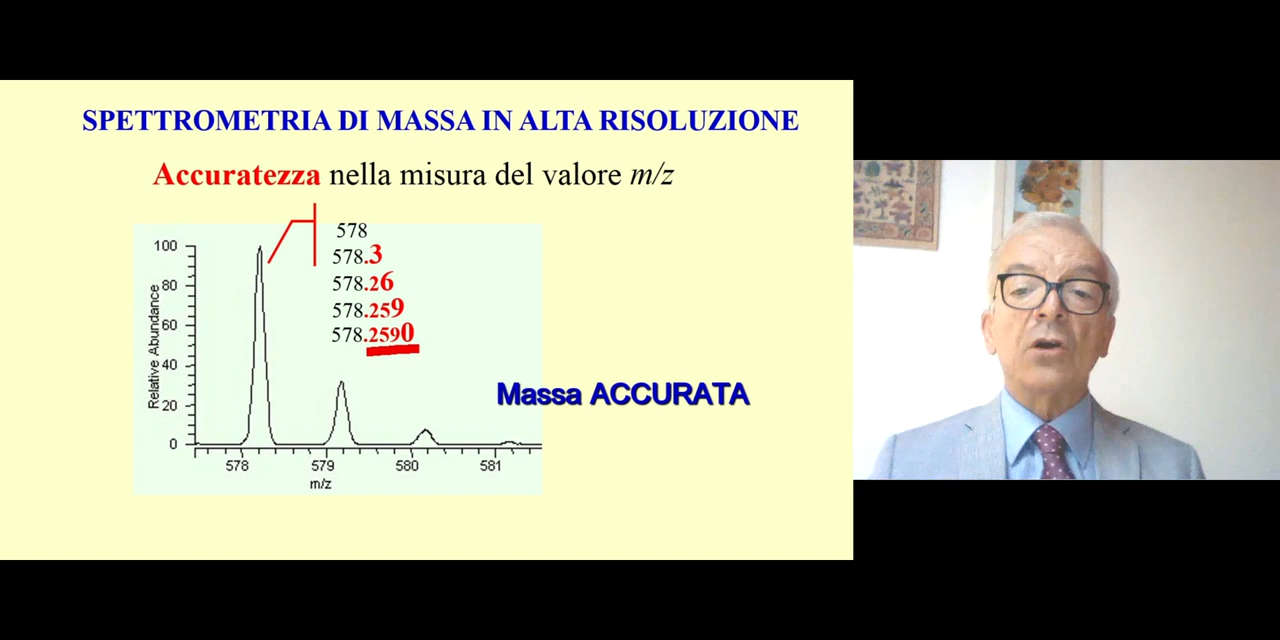 SPETTROMETRIA DI MASSA IN ALTA RISOLUZIONE
Accuratezza nella misura del valore m/z
578
578.3
578.26
578.259
578.2590
Massa ACCURATA
Relative Abundance
100
80
60
40
20
0
578 579 580 581
m/z